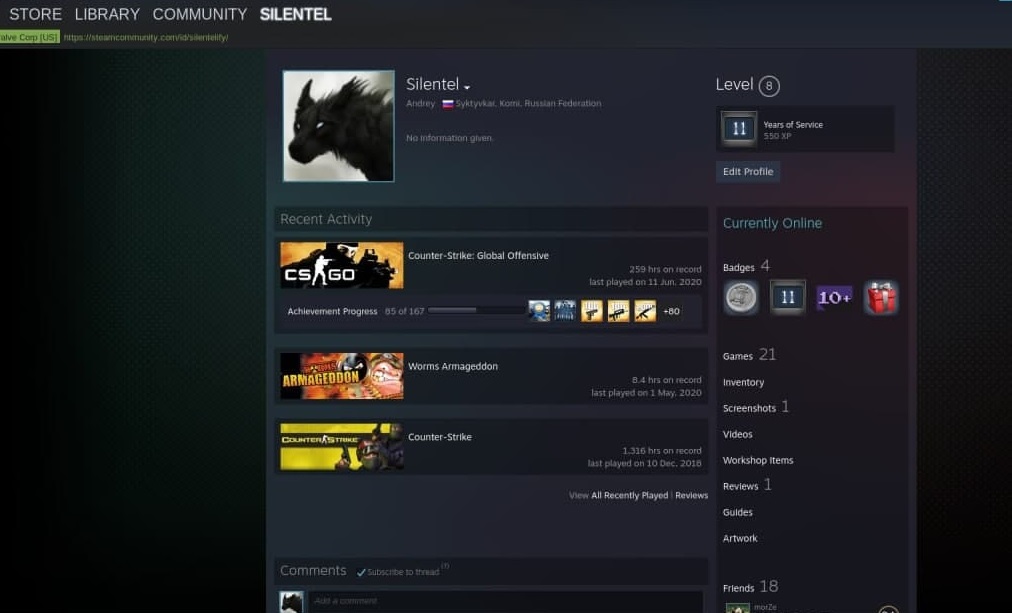 STORE LIBRARY COMMUNITY SILENTEL
alve Corp [US] https://steamcommunity.com/id/silentelify/
Silentel
Andrey Syktyvkar, Komi, Russian Federation
No information given.
Level 8
11 Years of Service
550 XP
Edit Profile
Recent Activity
CS GO
Counter-Strike: Global Offensive
259 hrs on record
last played on 11 Jun, 2020
Achievement Progress 85 of 167 +80
WORMS ARMAGEDDON
Worms Armageddon
8.4 hrs on record
last played on 1 May, 2020
COUNTER STRIKE
Counter-Strike
1,316 hrs on record
last played on 10 Dec, 2018
View All Recently Played | Reviews
Comments Subscribe to thread (?)
Add a comment
Currently Online
Badges 4
11 10+
Games 21
Inventory
Screenshots 1
Videos
Workshop Items
Reviews 1
Guides
Artwork
Friends 18
morZe